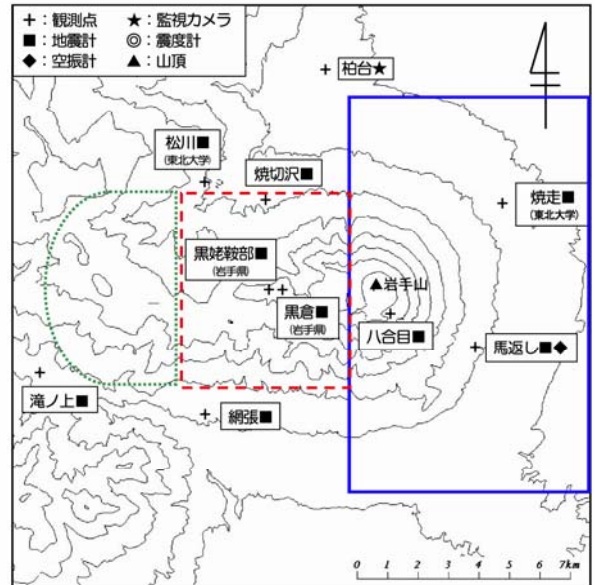 +：観測点 ★：監視カメラ
■：地震計 ◎：震度計
◆：空振計 ▲：山頂
柏台★
松川■
(東北大学)
焼切沢■
焼走■
(東北大学)
黒姥鞍部■
(岩手県)
▲岩手山
黒倉■
(岩手県)
八合目■
馬返し■◆
滝ノ上■
網張■
0 1 2 3 4 5 6 7km